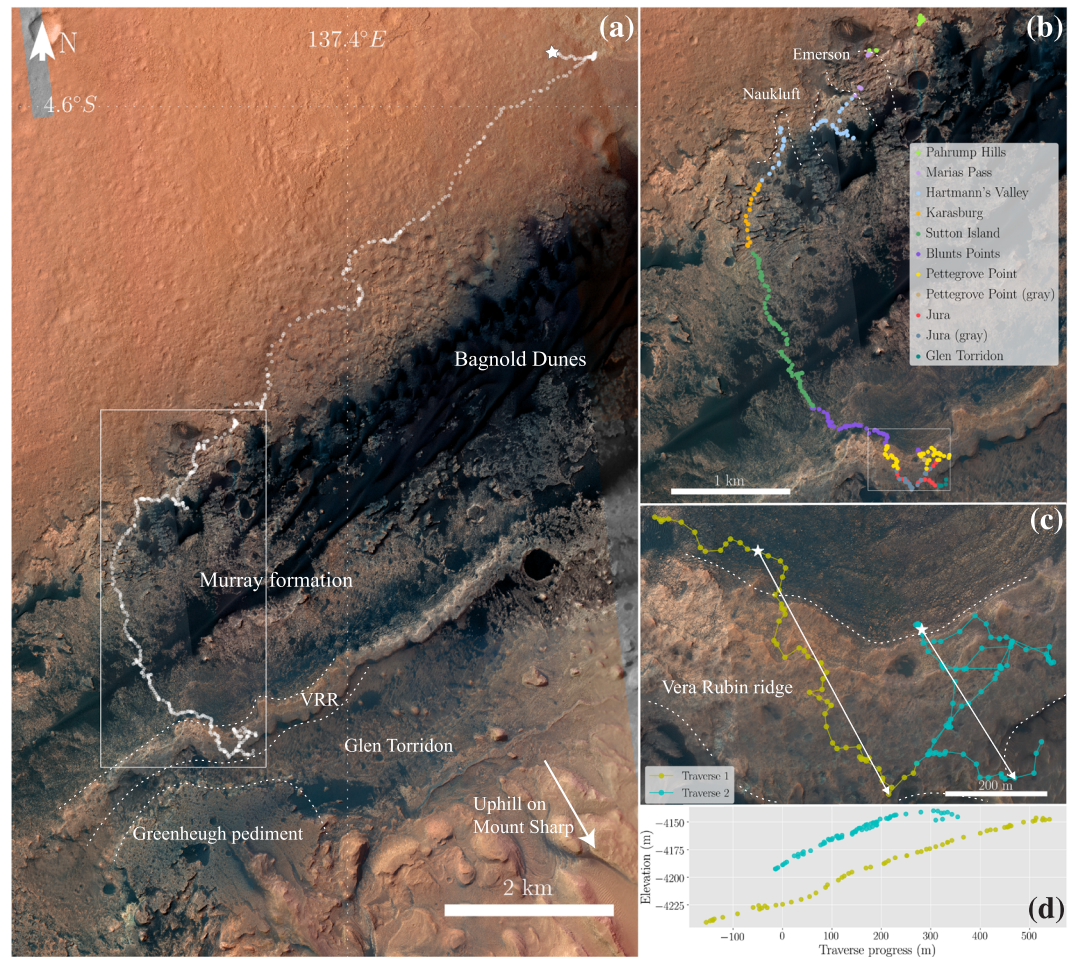 (a)
N
137.4°E
4.6°S
Bagnold Dunes
Murray formation
VRR
Glen Torridon
Uphill on
Mount Sharp
Greenheugh pediment
2 km
(b)
Emerson
Naukluft
Pahrump Hills
Marias Pass
Hartmann's Valley
Karasburg
Sutton Island
Blunts Points
Pettegrove Point
Pettegrove Point (gray)
Jura
Jura (gray)
Glen Torridon
1 km
(c)
Vera Rubin ridge
Traverse 1
Traverse 2
200 m
(d)
Elevation (m)
−4150
−4175
−4200
−4225
−100 0 100 200 300 400 500
Traverse progress (m)